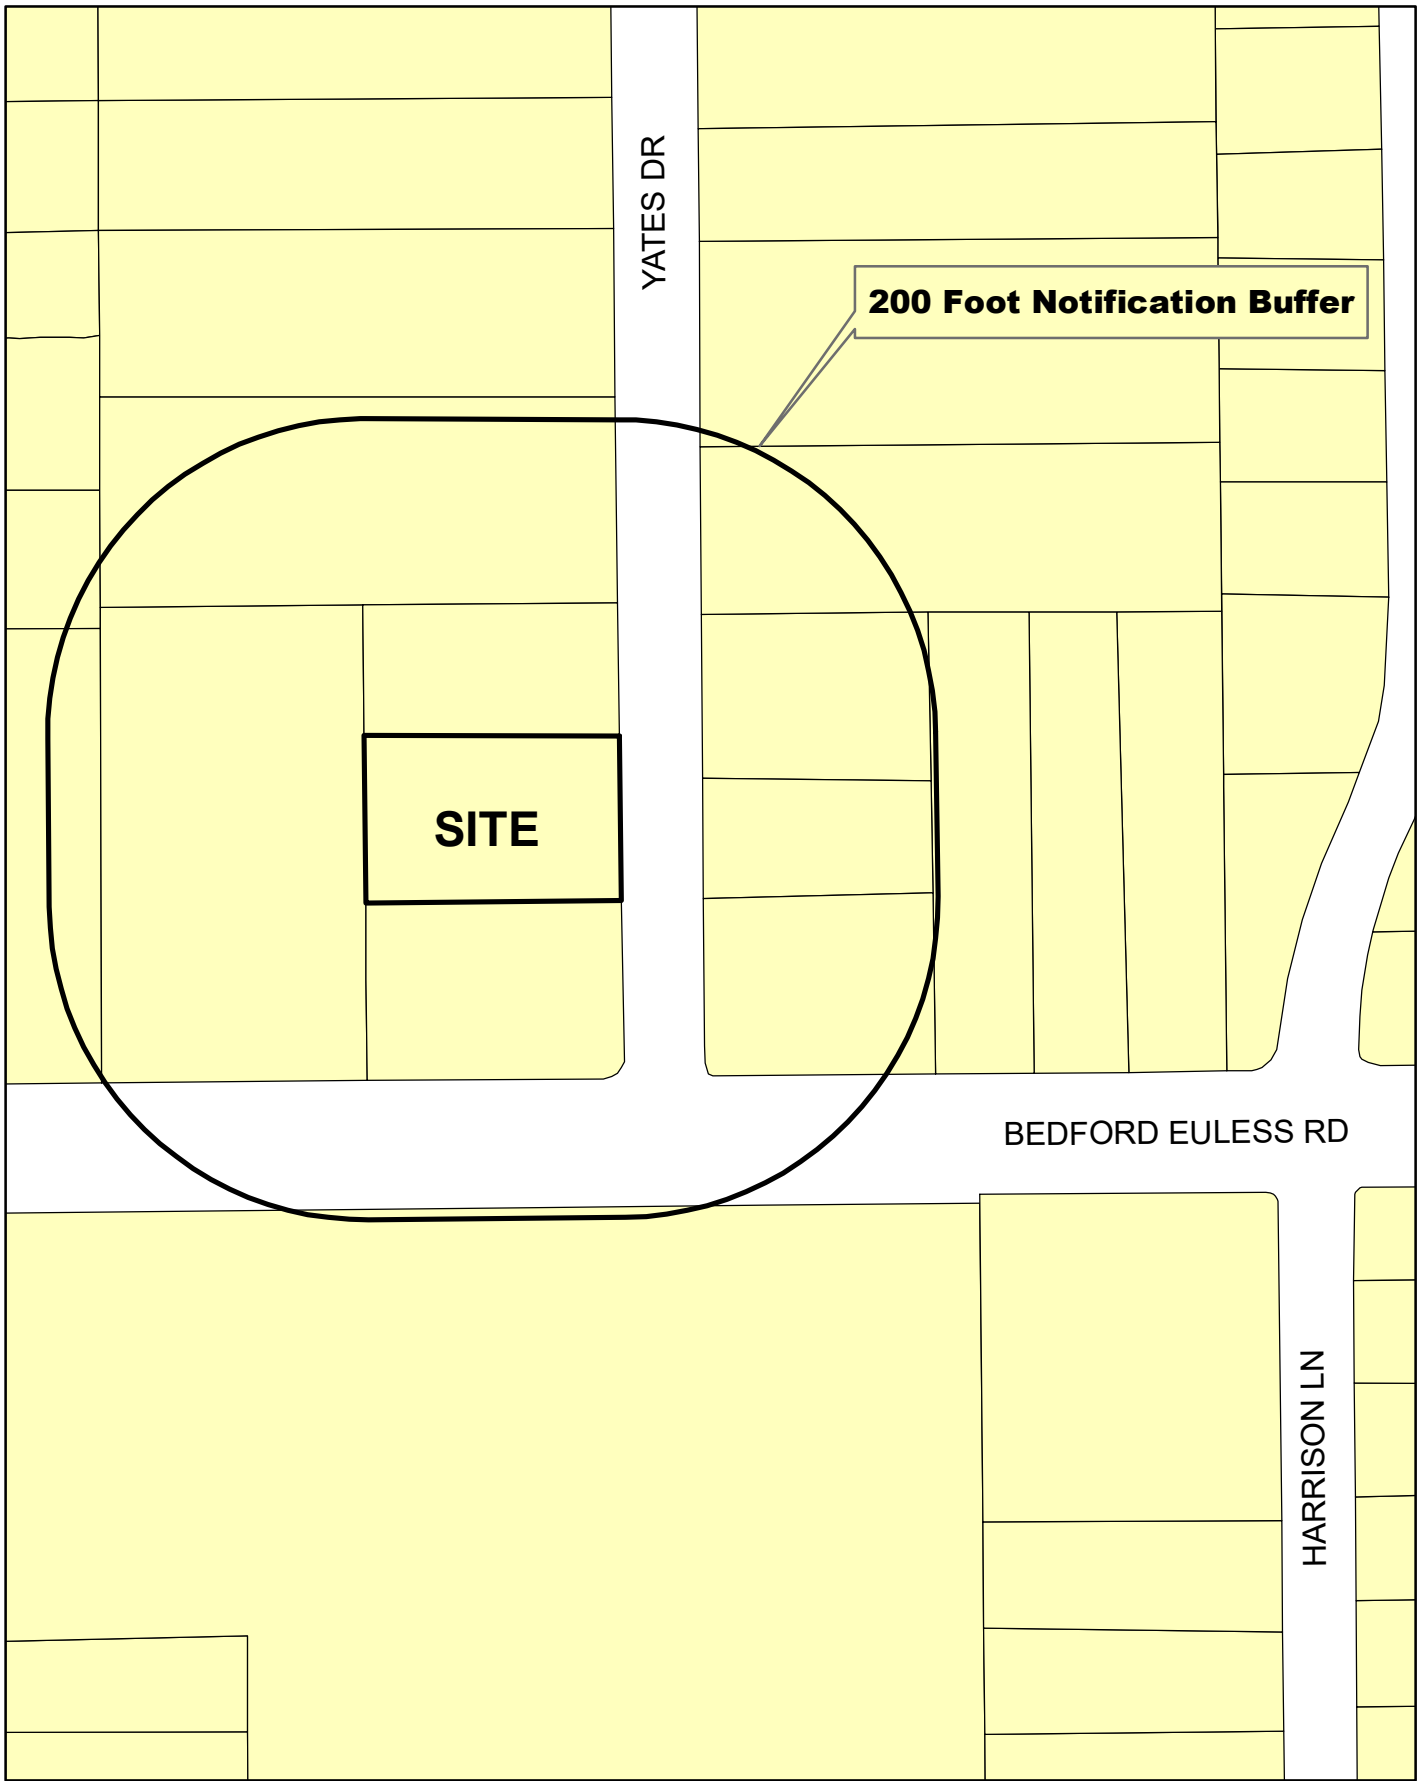 YATES DR
200 Foot Notification Buffer
SITE
BEDFORD EULESS RD
HARRISON LN